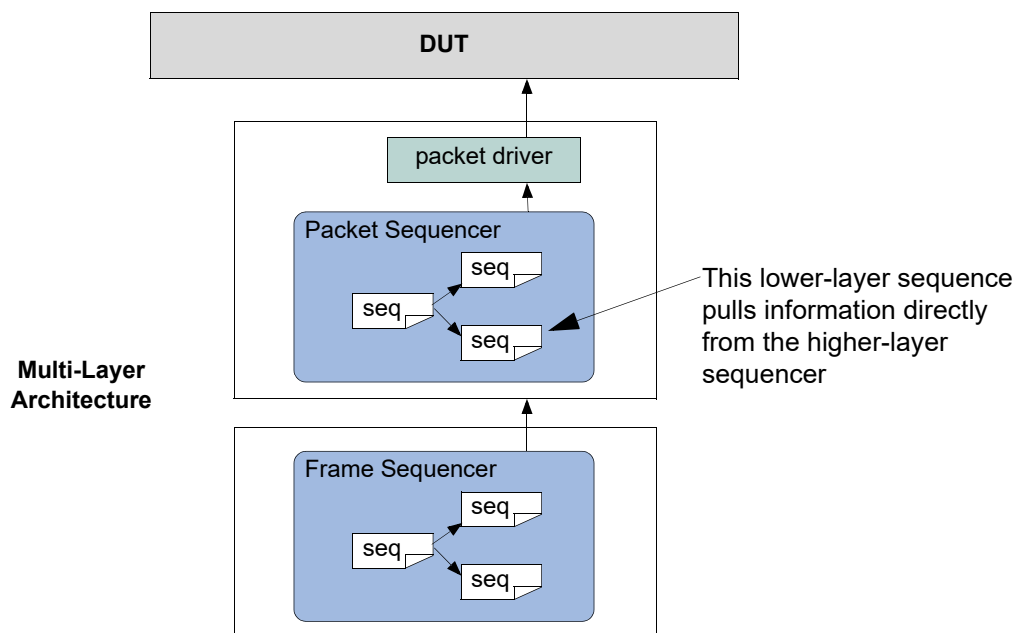 DUT
packet driver
Packet Sequencer
seq
seq
seq
This lower-layer sequence
pulls information directly
from the higher-layer
sequencer
Multi-Layer
Architecture
Frame Sequencer
seq
seq
seq